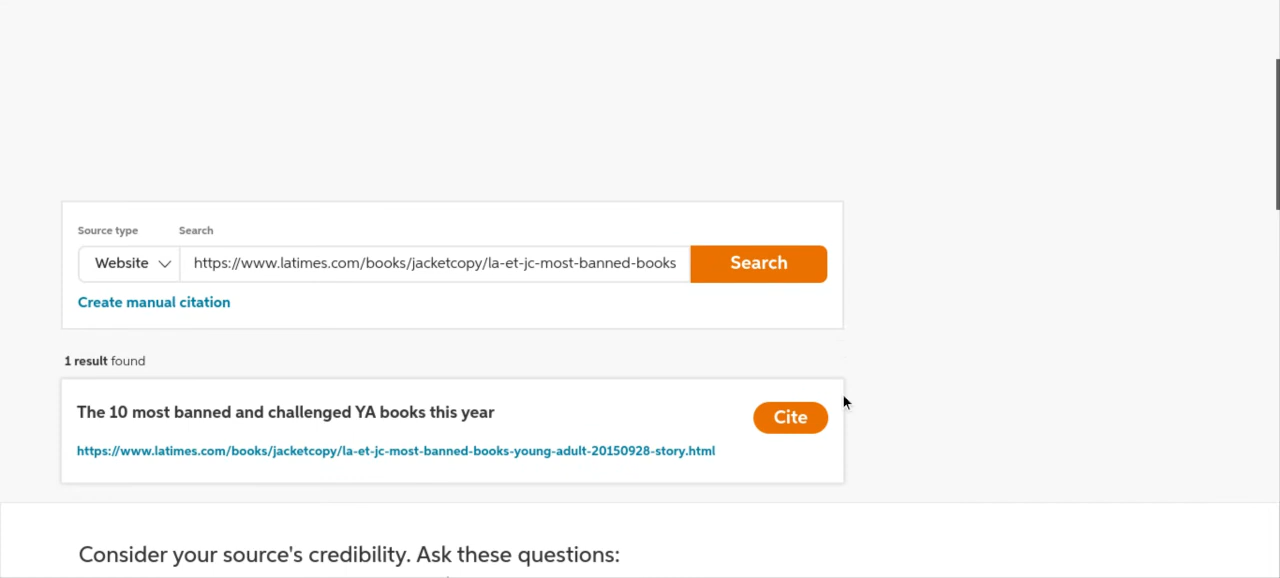 Source type Search
Website https://www.latimes.com/books/jacketcopy/la-et-jc-most-banned-books Search
Create manual citation
1 result found
The 10 most banned and challenged YA books this year
Cite
https://www.latimes.com/books/jacketcopy/la-et-jc-most-banned-books-young-adult-20150928-story.html
Consider your source's credibility. Ask these questions: